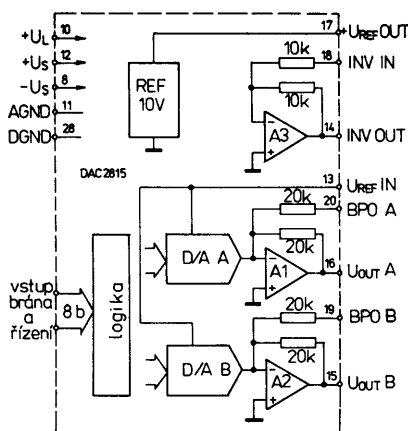 +UL 10
+US 12
-US 8
AGND 11
DGND 28
17 +UREF OUT
REF
10V
10k 18 INV IN
10k
A3
14 INV OUT
DAC2815
13 UREF IN
20k 20 BPO A
D/A A
20k
A1
16 UOUT A
vstup
brána
a
řízení
8 b
logika
20k 19 BPO B
D/A B
20k
A2
15 UOUT B